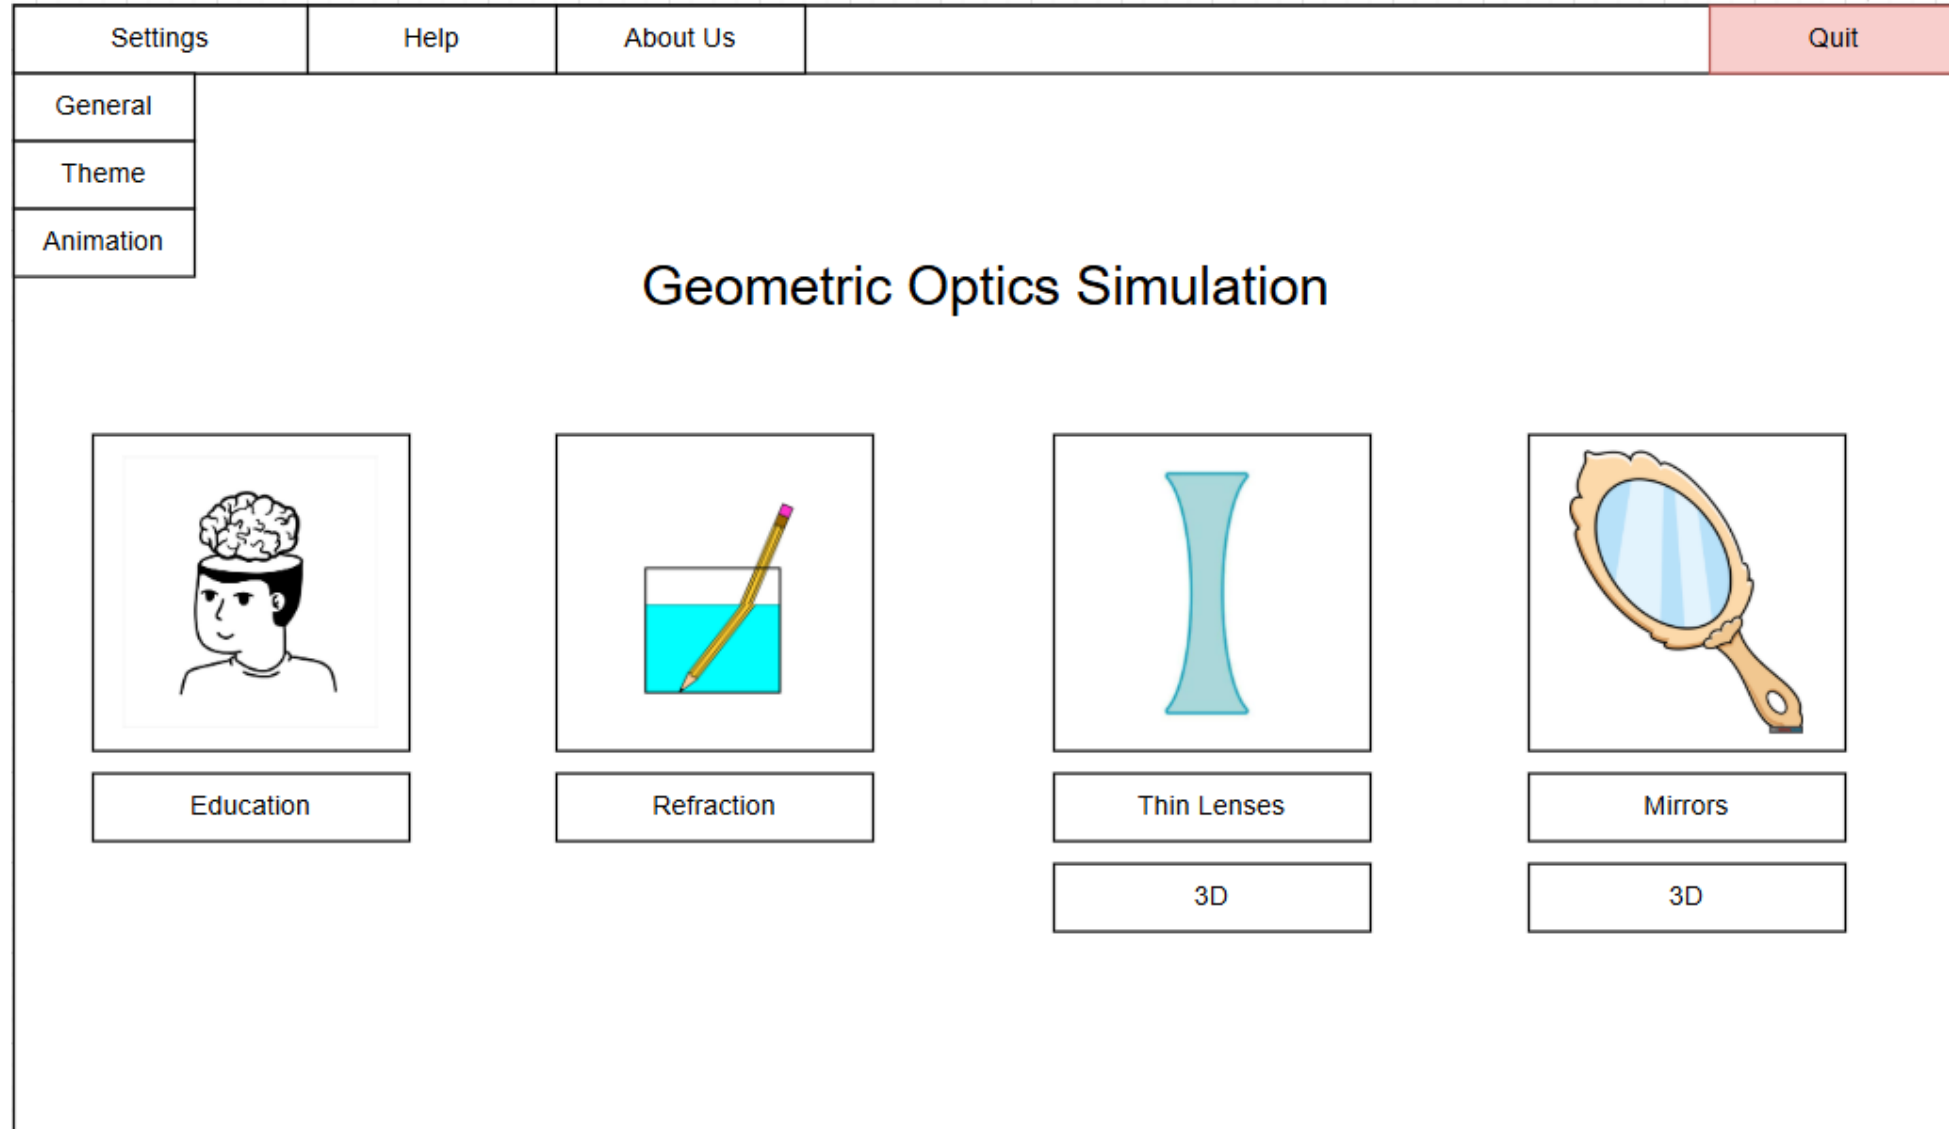 Settings
Help
About Us
Quit
General
Theme
Animation
Geometric Optics Simulation
Education
Refraction
Thin Lenses
Mirrors
3D
3D